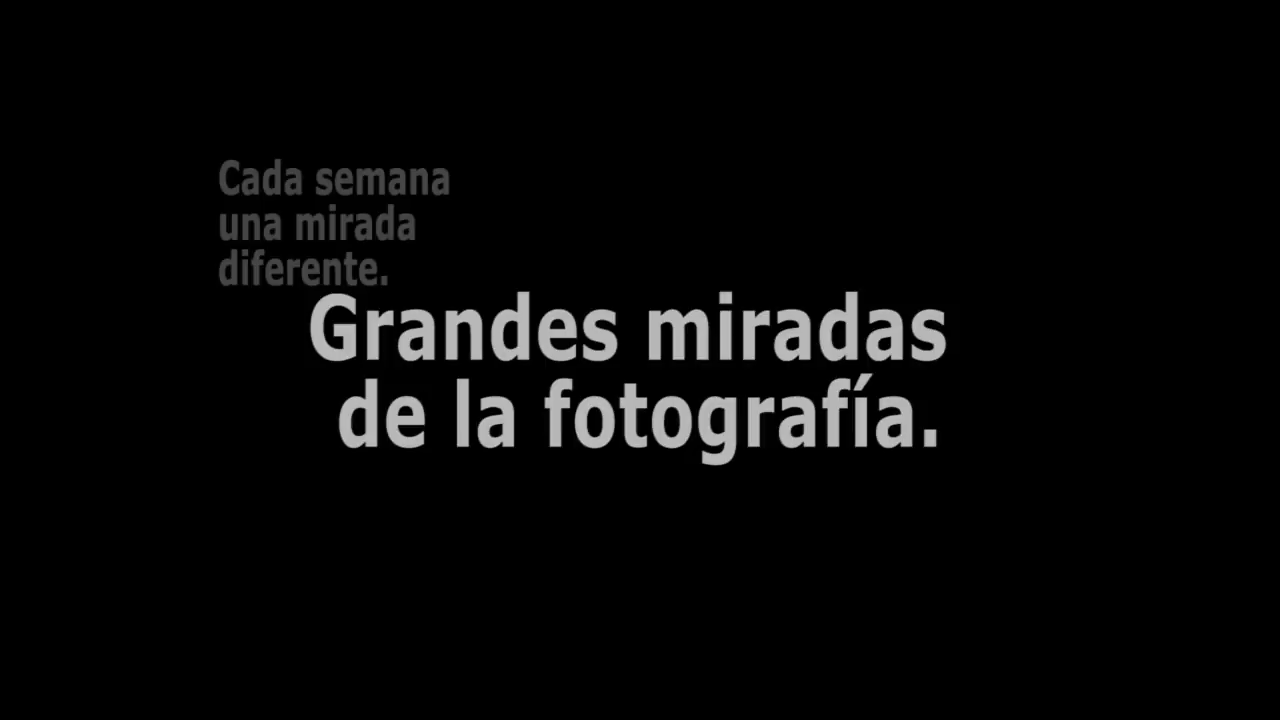 Cada semana
una mirada
diferente.
Grandes miradas
de la fotografía.